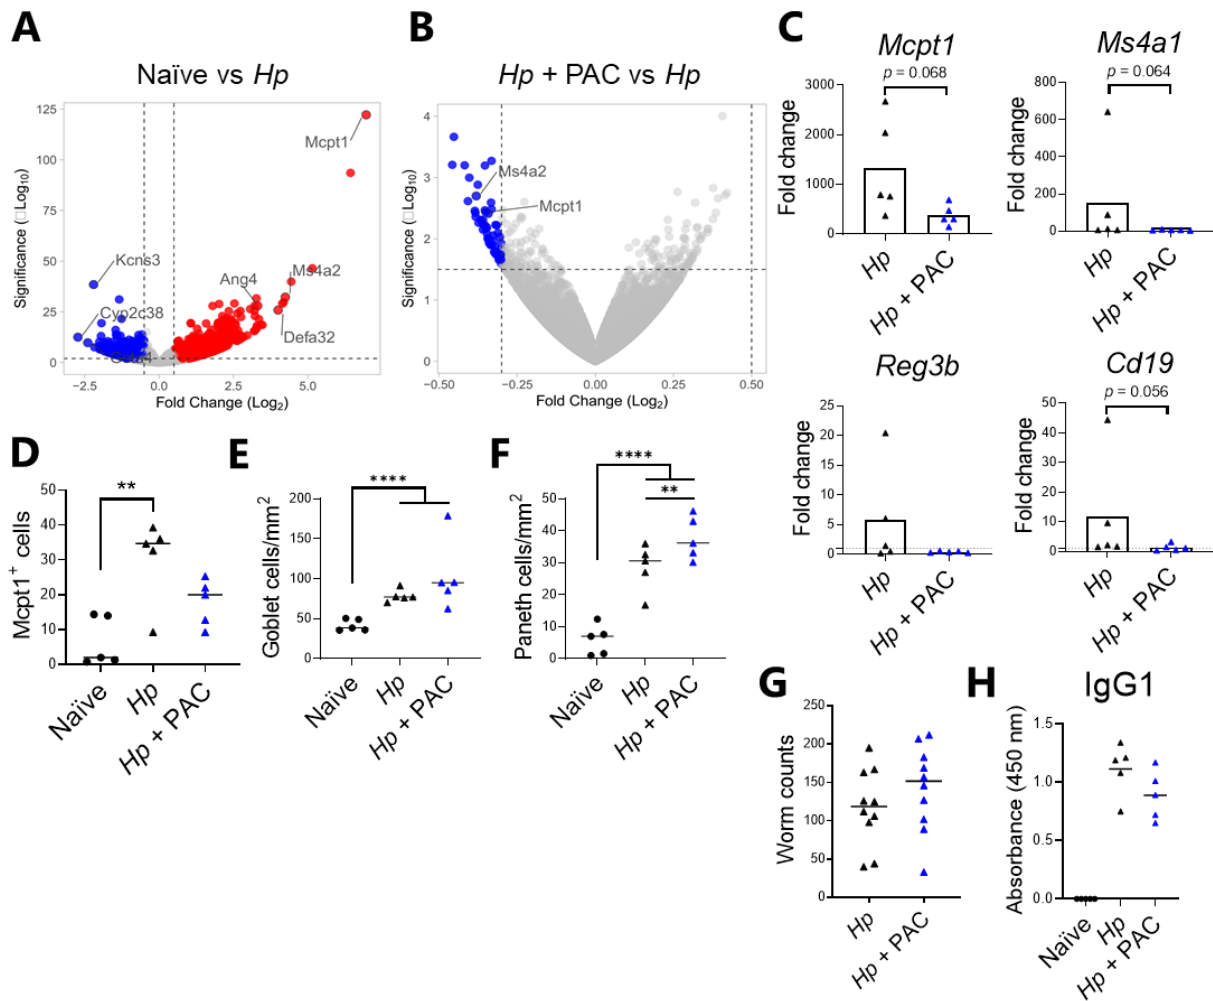 A
B
C
Naïve vs Hp
Hp + PAC vs Hp
Mcpt1
Ms4a1
p = 0.068
p = 0.064
Significance (□Log10)
125
100
75
50
25
0
−2.5
0.0
2.5
5.0
Fold Change (Log2)
Mcpt1
Kcns3
Cyp2c38
Ang4
Ms4a2
Defa32
Significance (□Log10)
4
3
2
1
0
−0.50
−0.25
0.00
0.25
0.50
Fold Change (Log2)
Ms4a2
Mcpt1
Fold change
3000
2000
1000
0
Hp
Hp + PAC
Fold change
800
600
400
200
0
Hp
Hp + PAC
Reg3b
Fold change
25
20
15
10
5
0
Hp
Hp + PAC
Cd19
p = 0.056
Fold change
50
40
30
20
10
0
Hp
Hp + PAC
D
Mcpt1+ cells
50
40
30
20
10
0
**
Naïve
Hp
Hp + PAC
E
Goblet cells/mm2
200
150
100
50
0
****
Naïve
Hp
Hp + PAC
F
Paneth cells/mm2
50
40
30
20
10
0
****
**
Naïve
Hp
Hp + PAC
G
Worm counts
250
200
150
100
50
0
Hp
Hp + PAC
H
IgG1
Absorbance (450 nm)
1.5
1.0
0.5
0.0
Naïve
Hp
Hp + PAC